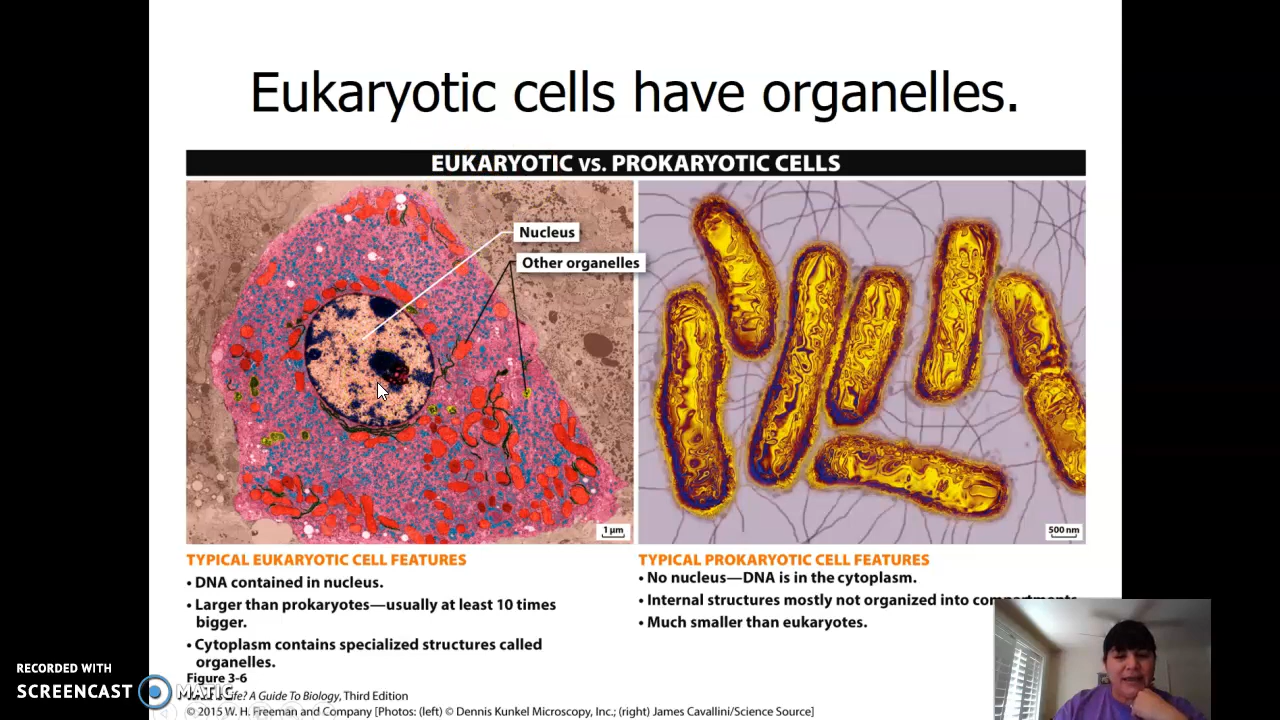 Eukaryotic cells have organelles.
EUKARYOTIC VS. PROKARYOTIC CELLS
Nucleus
Other organelles
1 µm
500 nm
TYPICAL EUKARYOTIC CELL FEATURES
• DNA contained in nucleus.
• Larger than prokaryotes—usually at least 10 times
bigger.
• Cytoplasm contains specialized structures called
organelles.
TYPICAL PROKARYOTIC CELL FEATURES
• No nucleus—DNA is in the cytoplasm.
• Internal structures mostly not organized into compartments.
• Much smaller than eukaryotes.
Figure 3-6
Life? A Guide To Biology, Third Edition
© 2015 W. H. Freeman and Company [Photos: (left) © Dennis Kunkel Microscopy, Inc.; (right) James Cavallini/Science Source]
RECORDED WITH
SCREENCAST MATIC